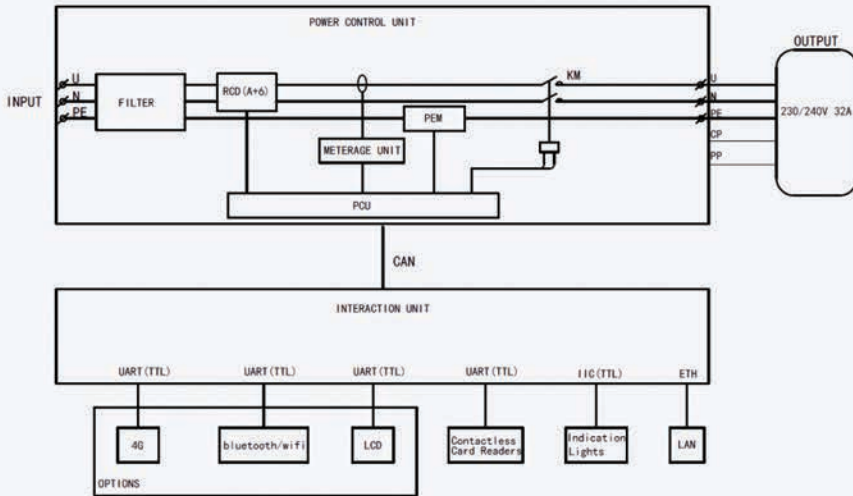 POWER CONTROL UNIT
OUTPUT
INPUT
U
N
PE
FILTER
RCD(A+6)
KM
PEM
METERAGE UNIT
PCU
U
N
PE
CP
PP
230/240V 32A
CAN
INTERACTION UNIT
UART(TTL)
UART(TTL)
UART(TTL)
UART(TTL)
IIC(TTL)
ETH
4G
bluetooth/wifi
LCD
Contactless
Card Readers
Indication
Lights
LAN
OPTIONS